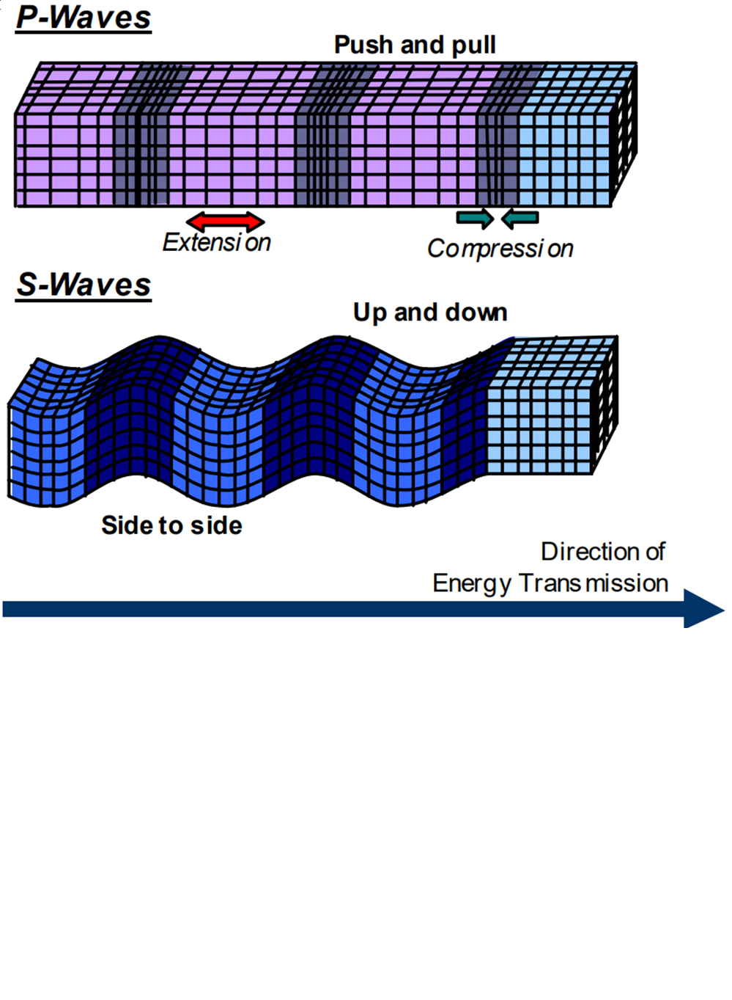 P-Waves
Push and pull
Extension
Compression
S-Waves
Up and down
Side to side
Direction of
Energy Transmission